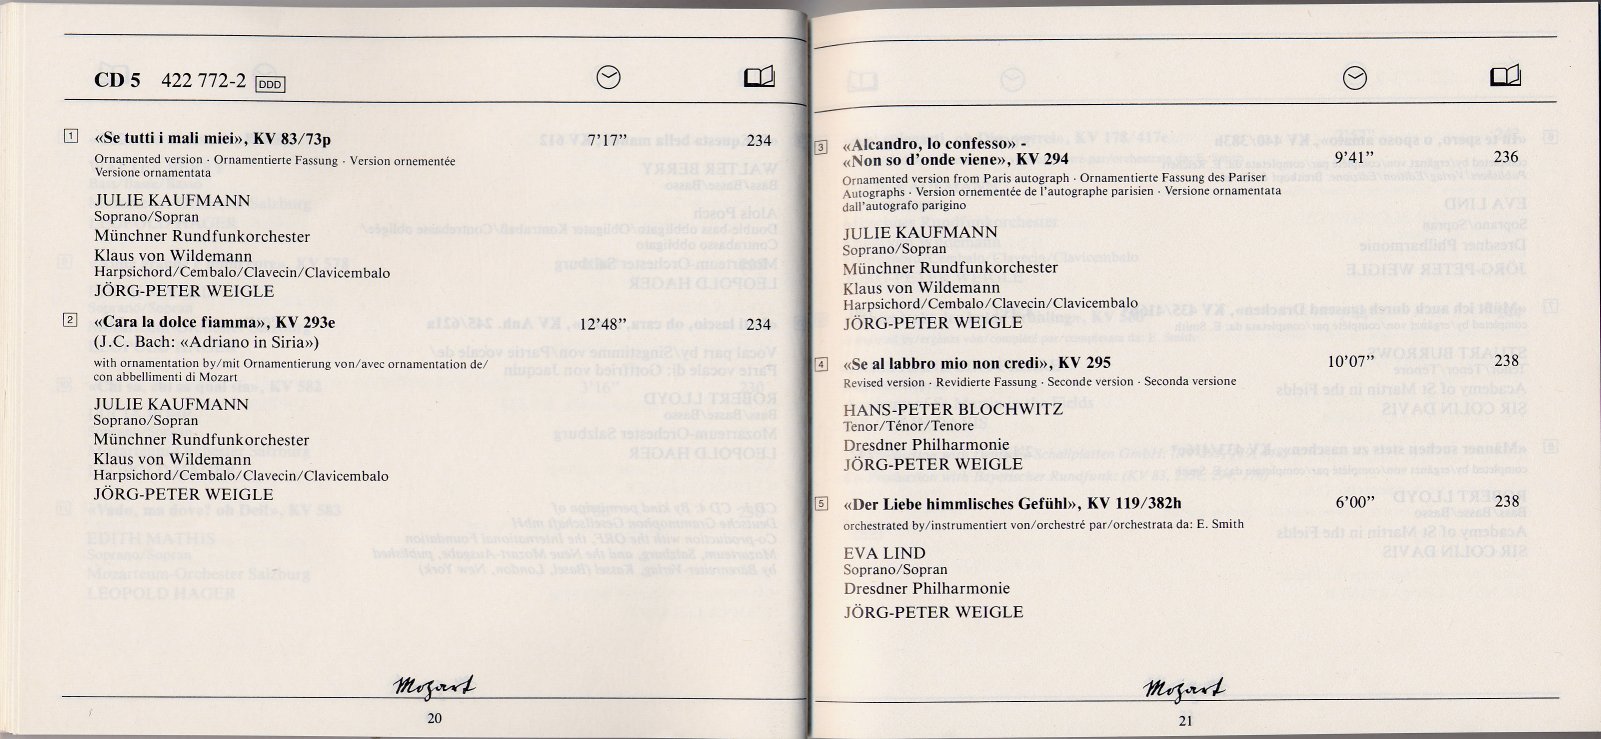 CD 5 422 772-2 DDD
1 «Se tutti i mali miei», KV 83/73p 7’17” 234
Ornamented version · Ornamentierte Fassung · Version ornementée
Versione ornamentata
JULIE KAUFMANN
Soprano/Sopran
Münchner Rundfunkorchester
Klaus von Wildemann
Harpsichord/Cembalo/Clavecin/Clavicembalo
JÖRG-PETER WEIGLE
2 «Cara la dolce fiamma», KV 293e 12’48” 234
(J.C. Bach: «Adriano in Siria»)
with ornamentation by/mit Ornamentierung von/avec ornamentation de/
con abbellimenti di Mozart
JULIE KAUFMANN
Soprano/Sopran
Münchner Rundfunkorchester
Klaus von Wildemann
Harpsichord/Cembalo/Clavecin/Clavicembalo
JÖRG-PETER WEIGLE
Mozart
20
3 «Alcandro, lo confesso» -
«Non so d’onde viene», KV 294 9’41” 236
Ornamented version from Paris autograph · Ornamentierte Fassung des Pariser
Autographs · Version ornementée de l’autographe parisien · Versione ornamentata
dall’autografo parigino
JULIE KAUFMANN
Soprano/Sopran
Münchner Rundfunkorchester
Klaus von Wildemann
Harpsichord/Cembalo/Clavecin/Clavicembalo
JÖRG-PETER WEIGLE
4 «Se al labbro mio non credi», KV 295 10’07” 238
Revised version · Revidierte Fassung · Seconde version · Seconda versione
HANS-PETER BLOCHWITZ
Tenor/Ténor/Tenore
Dresdner Philharmonie
JÖRG-PETER WEIGLE
5 «Der Liebe himmlisches Gefühl», KV 119/382h 6’00” 238
orchestrated by/instrumentiert von/orchestré par/orchestrata da: E. Smith
EVA LIND
Soprano/Sopran
Dresdner Philharmonie
JÖRG-PETER WEIGLE
Mozart
21